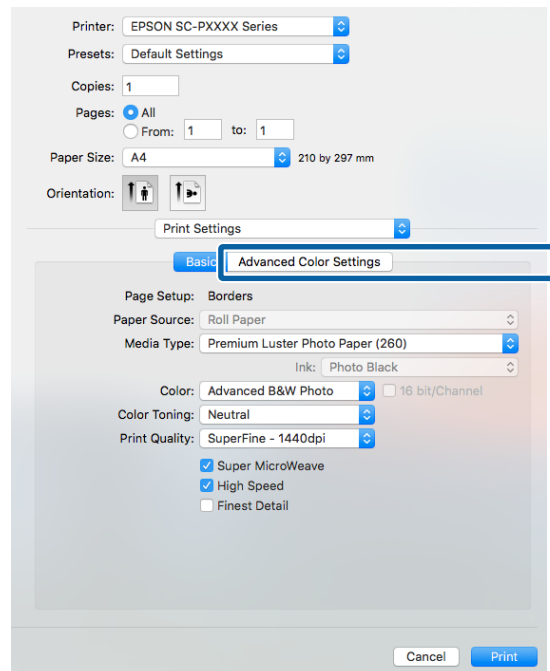 Printer: EPSON SC-PXXXX Series
Presets: Default Settings
Copies: 1
Pages: All
From: 1 to: 1
Paper Size: A4 210 by 297 mm
Orientation:
Print Settings
Basic Advanced Color Settings
Page Setup: Borders
Paper Source: Roll Paper
Media Type: Premium Luster Photo Paper (260)
Ink: Photo Black
Color: Advanced B&W Photo 16 bit/Channel
Color Toning: Neutral
Print Quality: SuperFine - 1440dpi
Super MicroWeave
High Speed
Finest Detail
Cancel Print